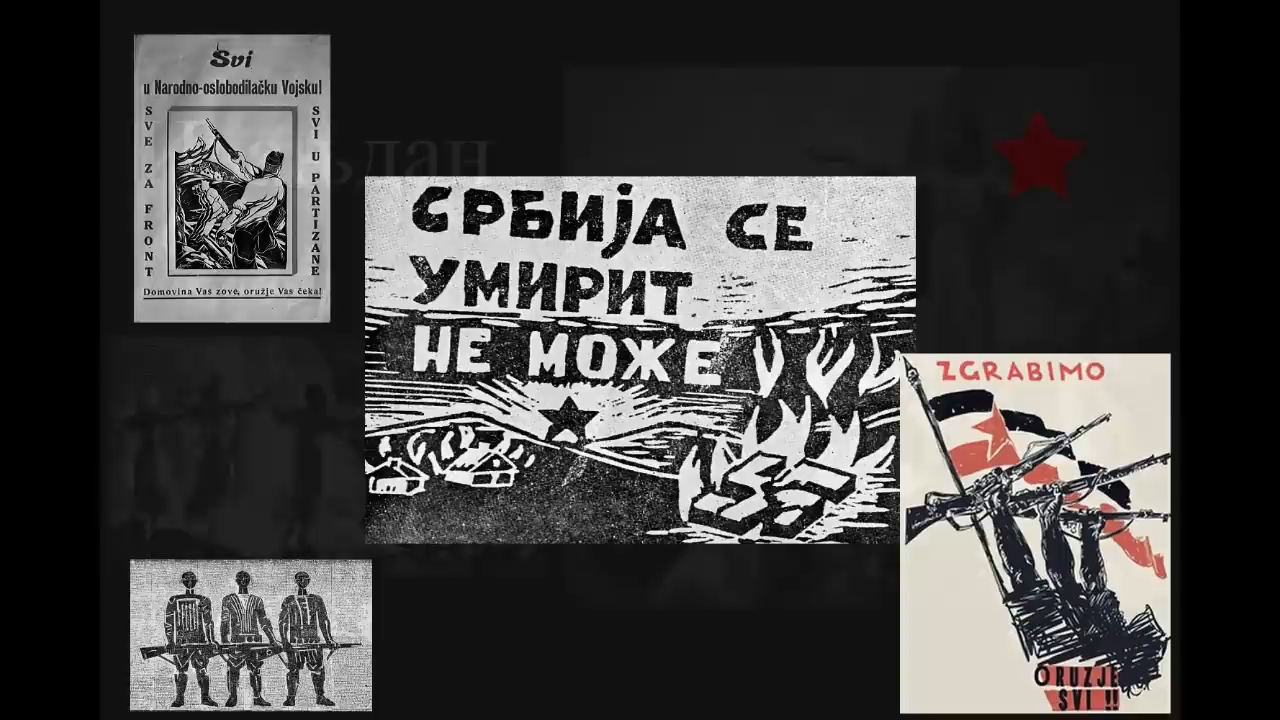 Svi
u Narodno-oslobodilačku Vojsku!
SVE ZA FRONT
SVI U PARTIZANE
Domovina Vas zove, oružje Vas čeka!
СРБИЈА СЕ
УМИРИТ
НЕ МОЖЕ
ZGRABIMO
ORUZJE
SVI !!